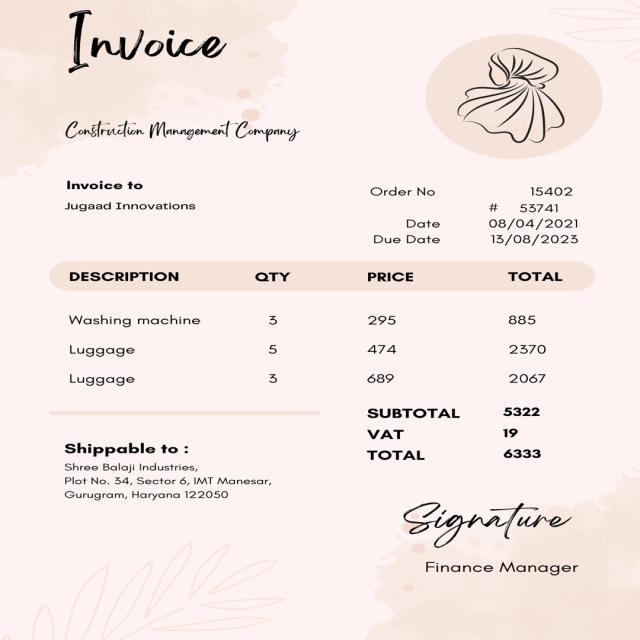 Invoice
Construction Management Company
Invoice to
Jugaad Innovations
Order No 15402
# 53741
Date 08/04/2021
Due Date 13/08/2023
DESCRIPTION QTY PRICE TOTAL
Washing machine 3 295 885
Luggage 5 474 2370
Luggage 3 689 2067
SUBTOTAL 5322
VAT 19
TOTAL 6333
Shippable to :
Shree Balaji Industries,
Plot No. 34, Sector 6, IMT Manesar,
Gurugram, Haryana 122050
Signature
Finance Manager